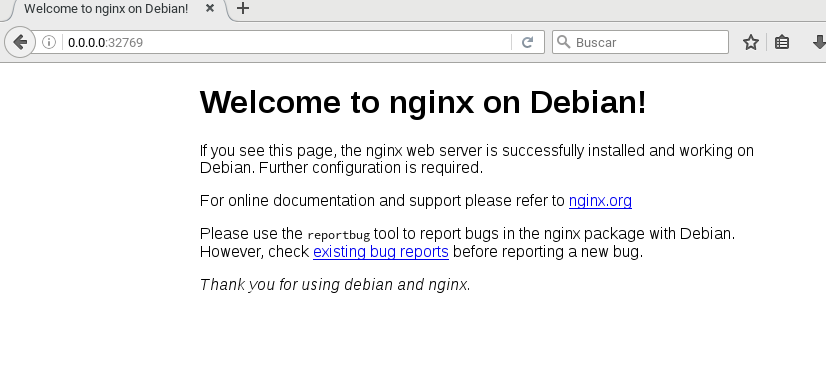 Welcome to nginx on Debian!
0.0.0.0:32769
Buscar
Welcome to nginx on Debian!
If you see this page, the nginx web server is successfully installed and working on
Debian. Further configuration is required.
For online documentation and support please refer to nginx.org
Please use the reportbug tool to report bugs in the nginx package with Debian.
However, check existing bug reports before reporting a new bug.
Thank you for using debian and nginx.